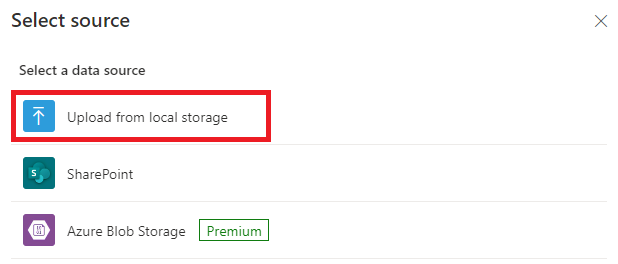 Select source
Select a data source
Upload from local storage
SharePoint
Azure Blob Storage Premium